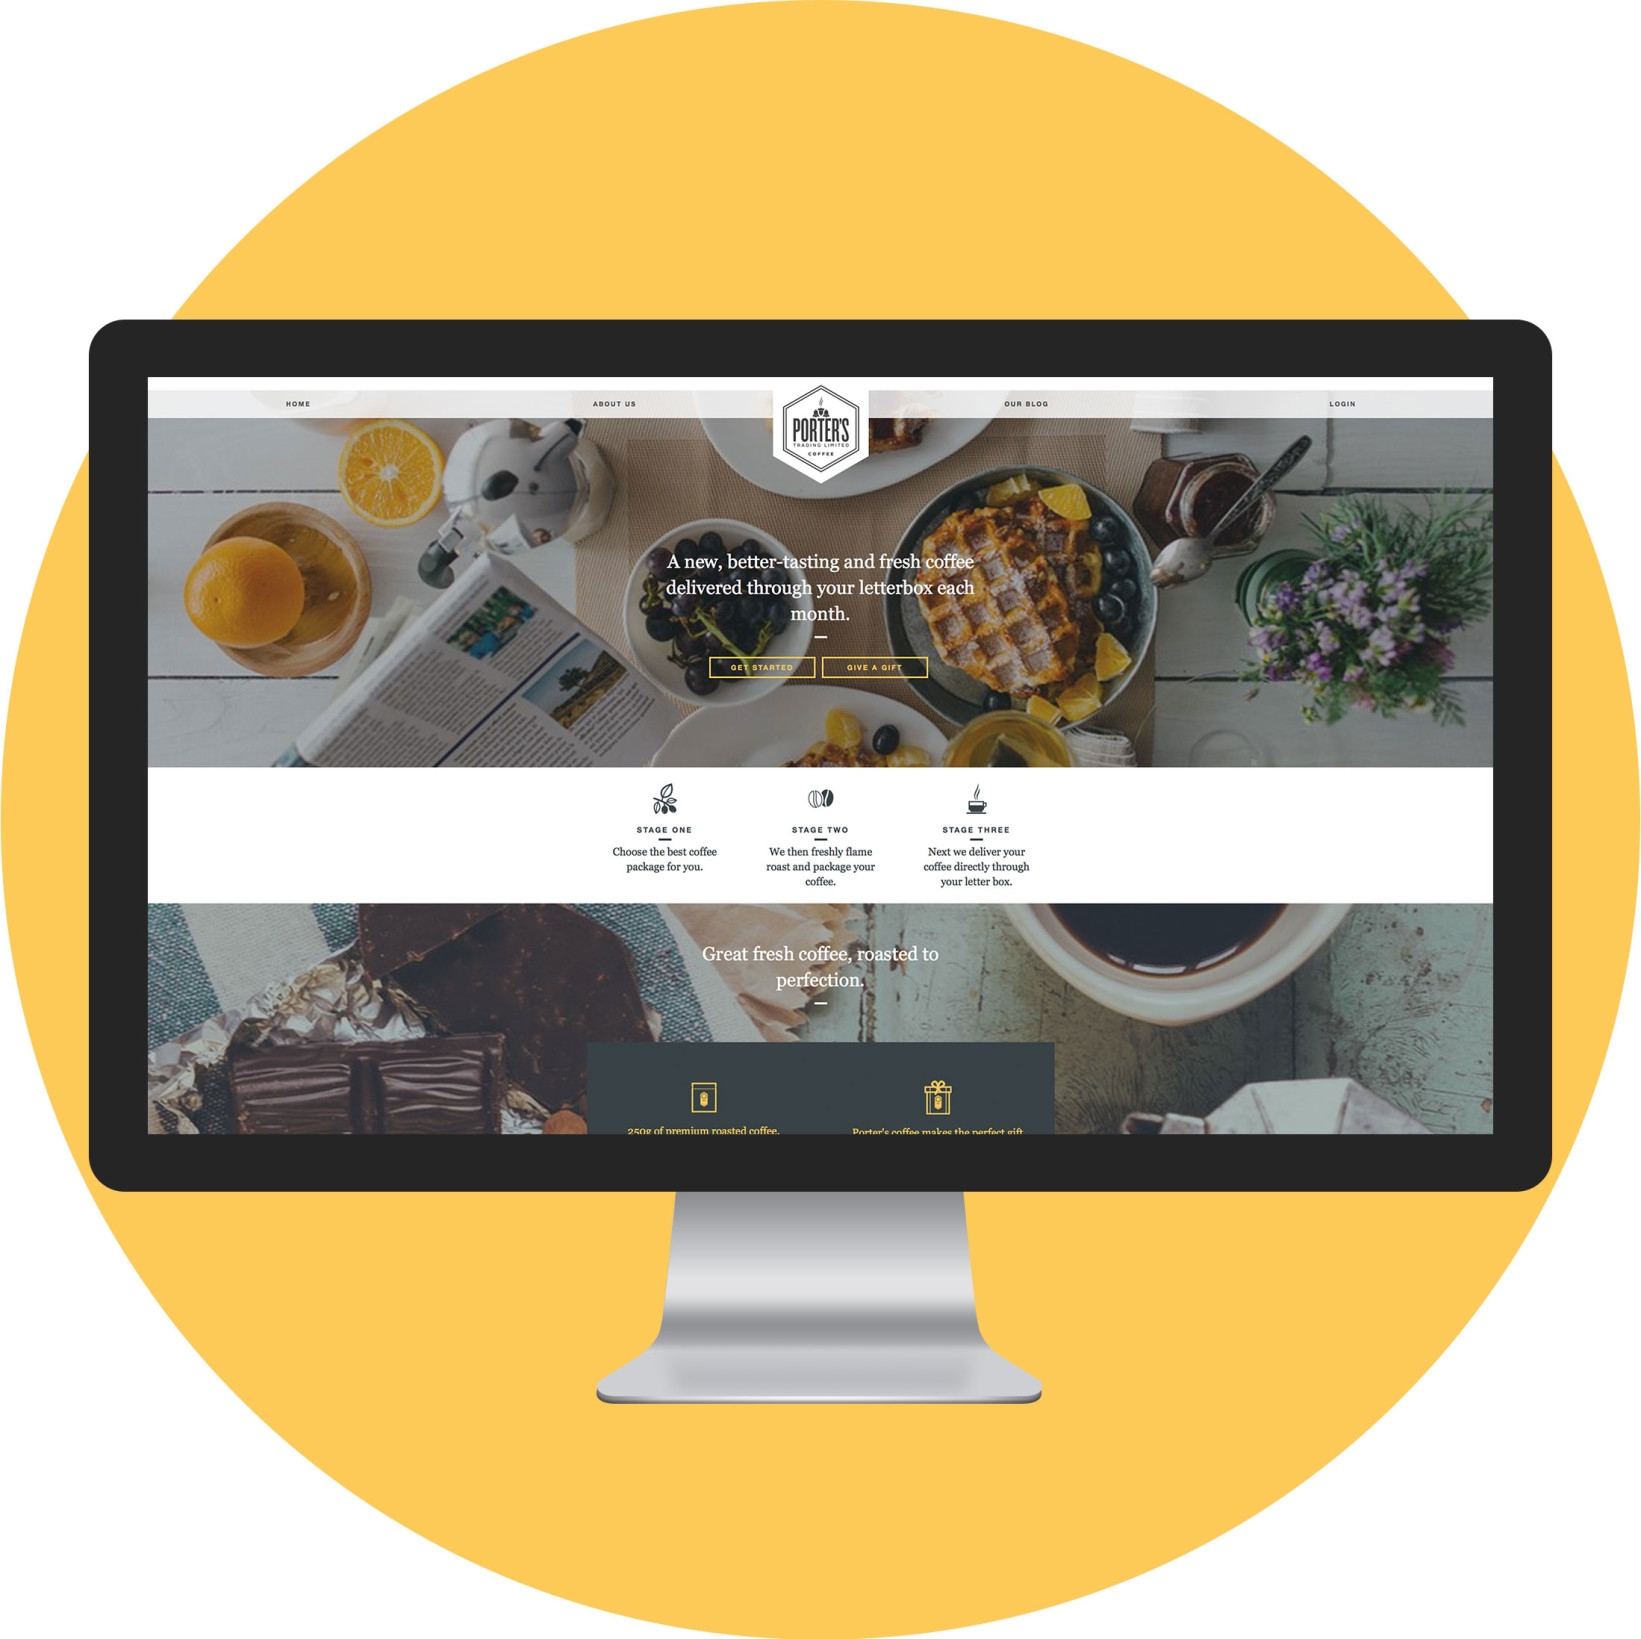 HOME
ABOUT US
PORTER'S
TRADING LIMITED
COFFEE
OUR BLOG
LOGIN
A new, better-tasting and fresh coffee
delivered through your letterbox each
month.
GET STARTED
GIVE A GIFT
STAGE ONE
Choose the best coffee
package for you.
STAGE TWO
We then freshly flame
roast and package your
coffee.
STAGE THREE
Next we deliver your
coffee directly through
your letter box.
Great fresh coffee, roasted to
perfection.
250g of premium roasted coffee,
Porter's coffee makes the perfect gift